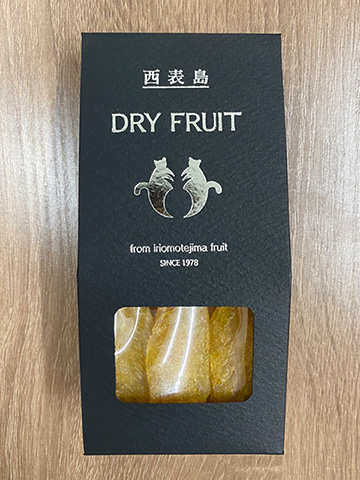 西表島
DRY FRUIT
from iriomotejima fruit
SINCE 1978